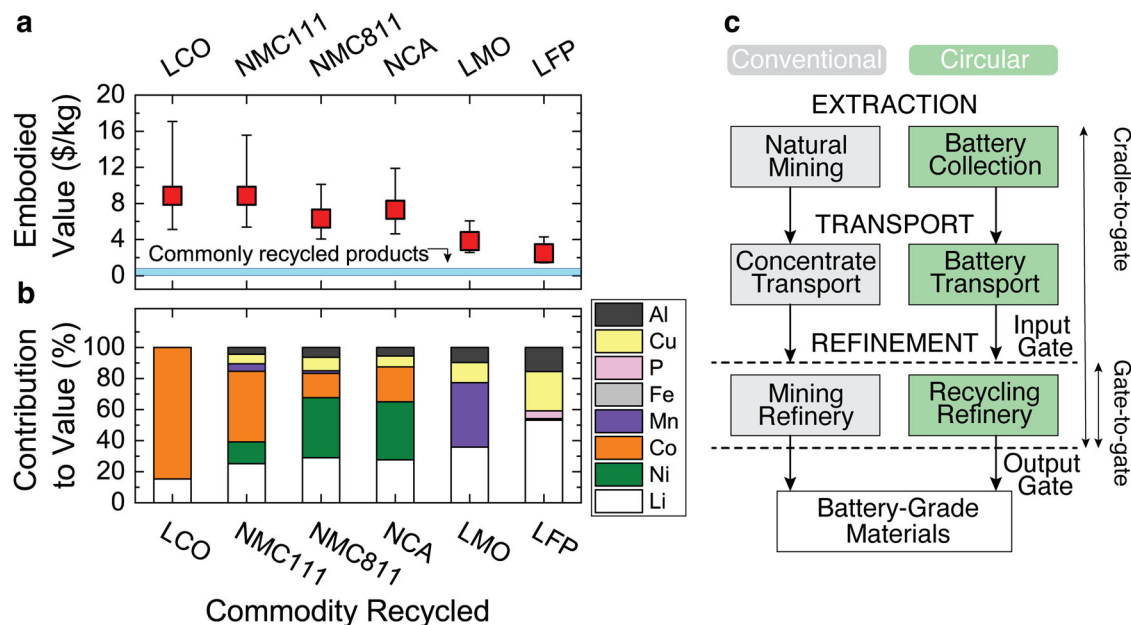 a
LCO
NMC111
NMC811
NCA
LMO
LFP
Embodied
Value ($/kg)
20
16
12
8
4
0
Commonly recycled products
b
Contribution
to Value (%)
100
80
60
40
20
0
Al
Cu
P
Fe
Mn
Co
Ni
Li
LCO
NMC111
NMC811
NCA
LMO
LFP
Commodity Recycled
c
Conventional
Circular
EXTRACTION
Natural
Mining
Battery
Collection
TRANSPORT
Concentrate
Transport
Battery
Transport
REFINEMENT
Input
Gate
Mining
Refinery
Recycling
Refinery
Output
Gate
Battery-Grade
Materials
Cradle-to-gate
Gate-to-gate